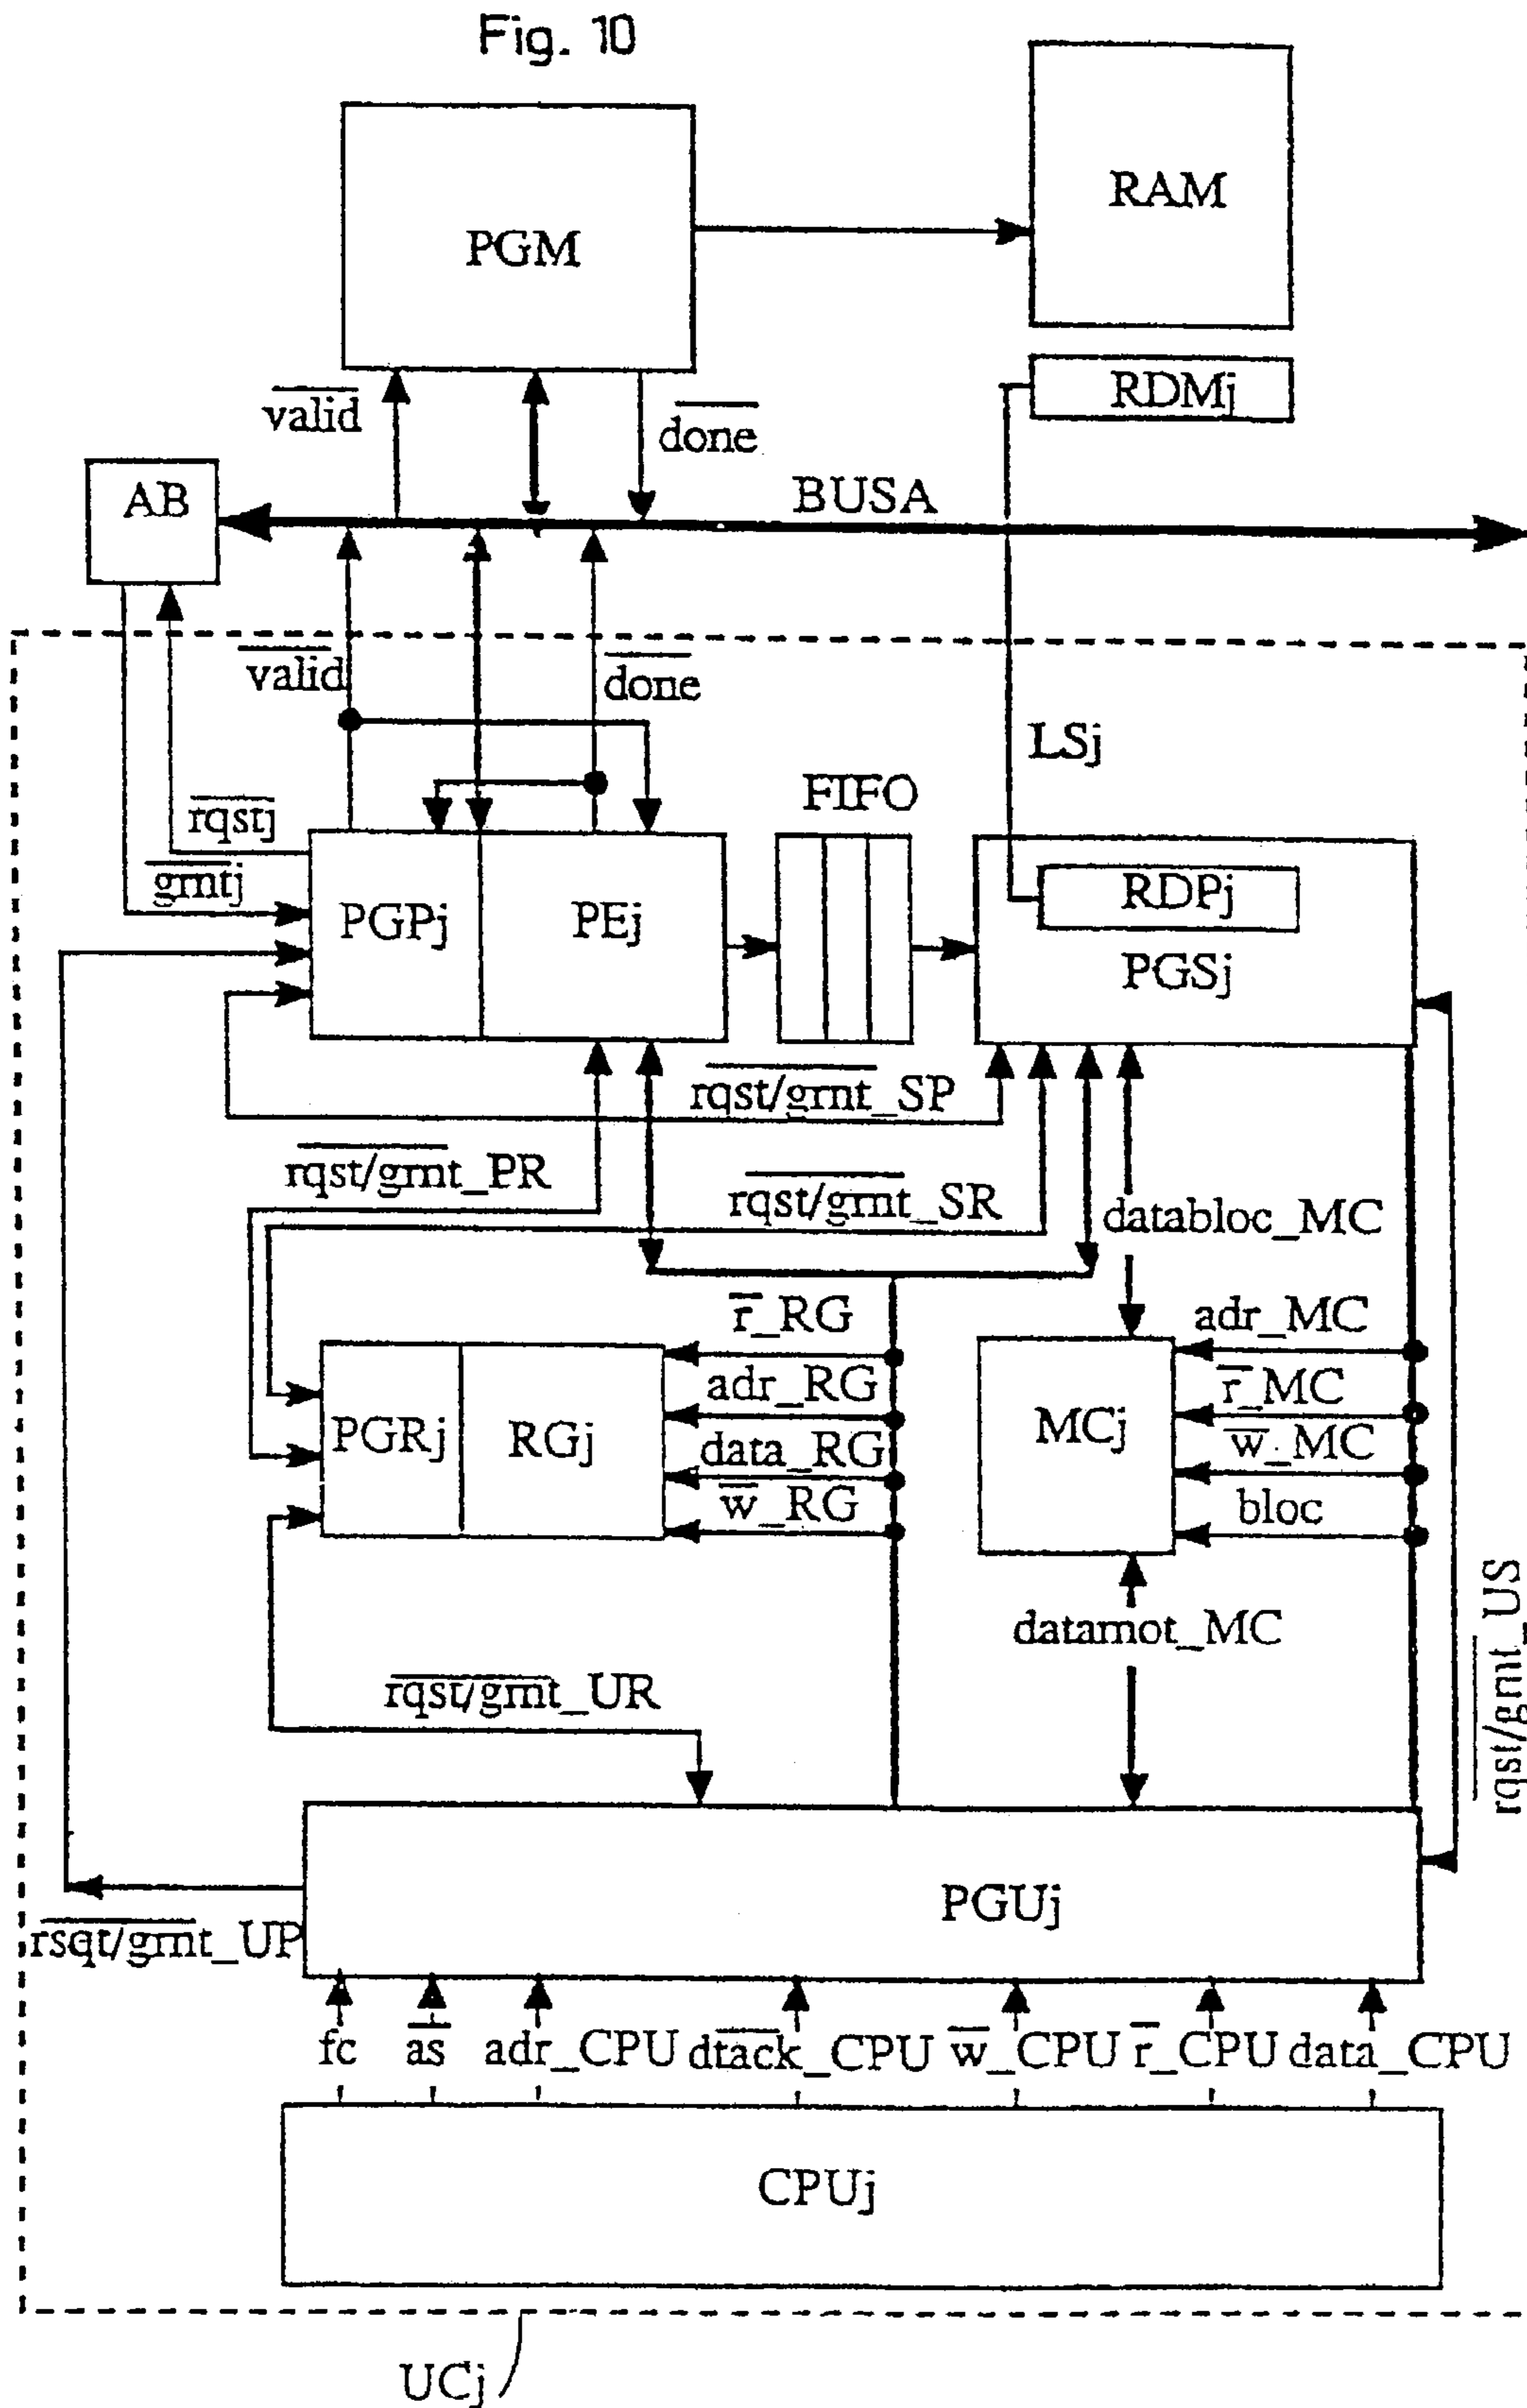 Fig. 10
RAM
PGM
RDMj
valid
done
AB
BUSA
valid
done
LSj
FIFO
rqstj
grntj
RDPj
PGPj
PEj
PGSj
rqst/grnt_SP
rqst/grnt_PR
rqst/grnt_SR
databloc_MC
r_RG
adr_MC
adr_RG
r_MC
PGRj
RGj
MCj
data_RG
w_MC
w_RG
bloc
rqst/grnt_US
datamot_MC
rqst/grnt_UR
PGUj
rsqt/grnt_UP
fc as adr_CPU dtack_CPU w_CPU r_CPU data_CPU
CPUj
UCj